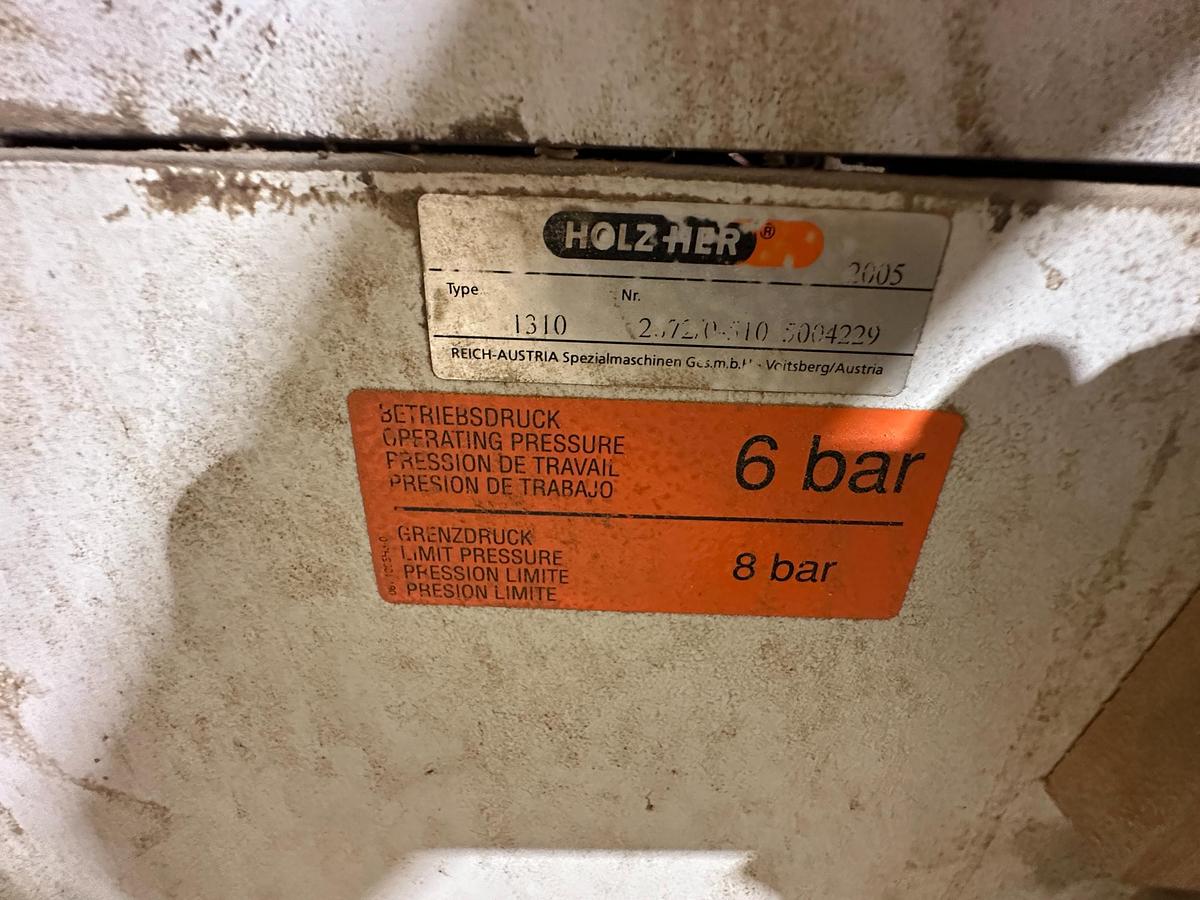 HOLZ-HER®
2005
Type Nr.
1310 5004229
REICH-AUSTRIA Spezialmaschinen Ges.m.b.H. - Voitsberg/Austria
BETRIEBSDRUCK
OPERATING PRESSURE
PRESSION DE TRAVAIL
PRESION DE TRABAJO
6 bar
GRENZDRUCK
LIMIT PRESSURE
PRESSION LIMITE
PRESION LIMITE
8 bar